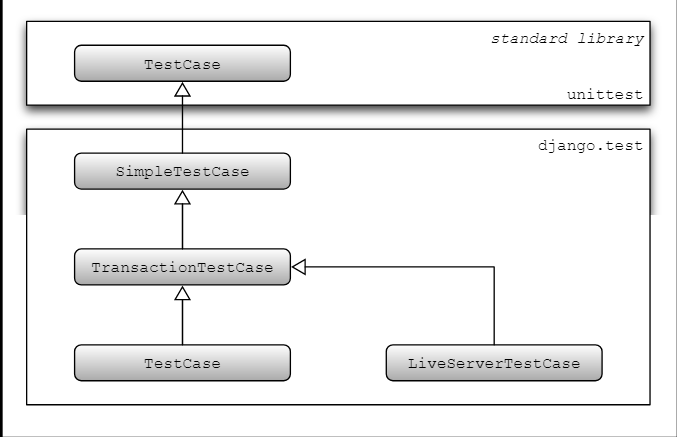 standard library
TestCase
unittest
django.test
SimpleTestCase
TransactionTestCase
TestCase
LiveServerTestCase